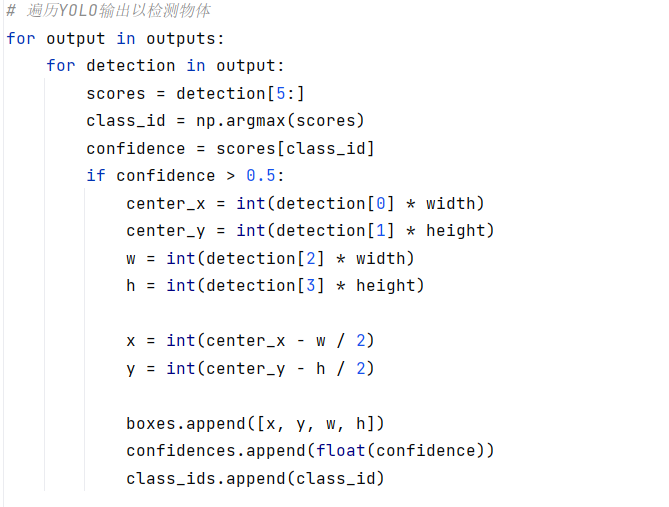 # 遍历YOLO输出以检测物体
for output in outputs:
    for detection in output:
        scores = detection[5:]
        class_id = np.argmax(scores)
        confidence = scores[class_id]
        if confidence > 0.5:
            center_x = int(detection[0] * width)
            center_y = int(detection[1] * height)
            w = int(detection[2] * width)
            h = int(detection[3] * height)

            x = int(center_x - w / 2)
            y = int(center_y - h / 2)

            boxes.append([x, y, w, h])
            confidences.append(float(confidence))
            class_ids.append(class_id)